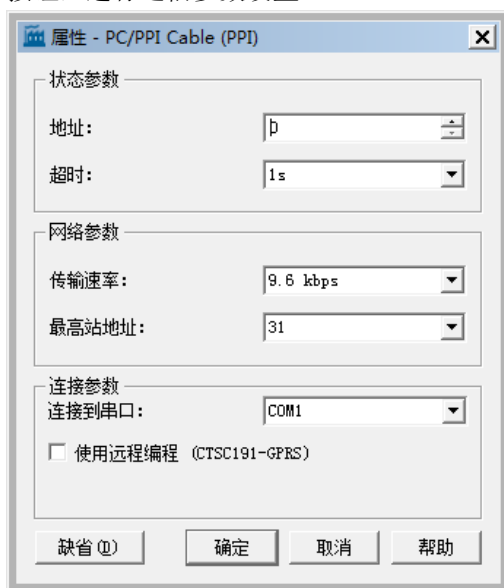 属性 - PC/PPI Cable (PPI)
状态参数
地址:
超时: 1s
网络参数
传输速率: 9.6 kbps
最高站地址: 31
连接参数
连接到串口: COM1
使用远程编程 (CTSC191-GPRS)
缺省(D) 确定 取消 帮助